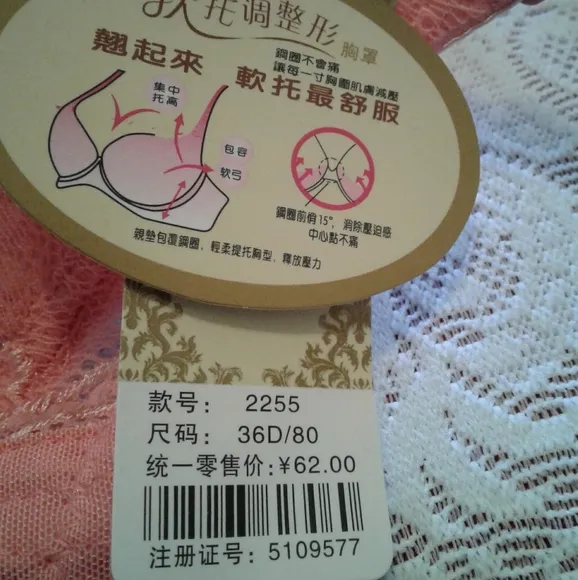 软托调整形
胸罩
翹起來
鋼圈不會痛
讓每一寸胸圍肌膚減壓
軟托最舒服
集中
托高
包容
软弓
鋼圈前俏15°，消除壓迫感
中心點不痛
親墊包覆鋼圈，輕柔提托胸型，釋放壓力
款号： 2255
尺码： 36D/80
统一零售价:¥62.00
注册证号：5109577